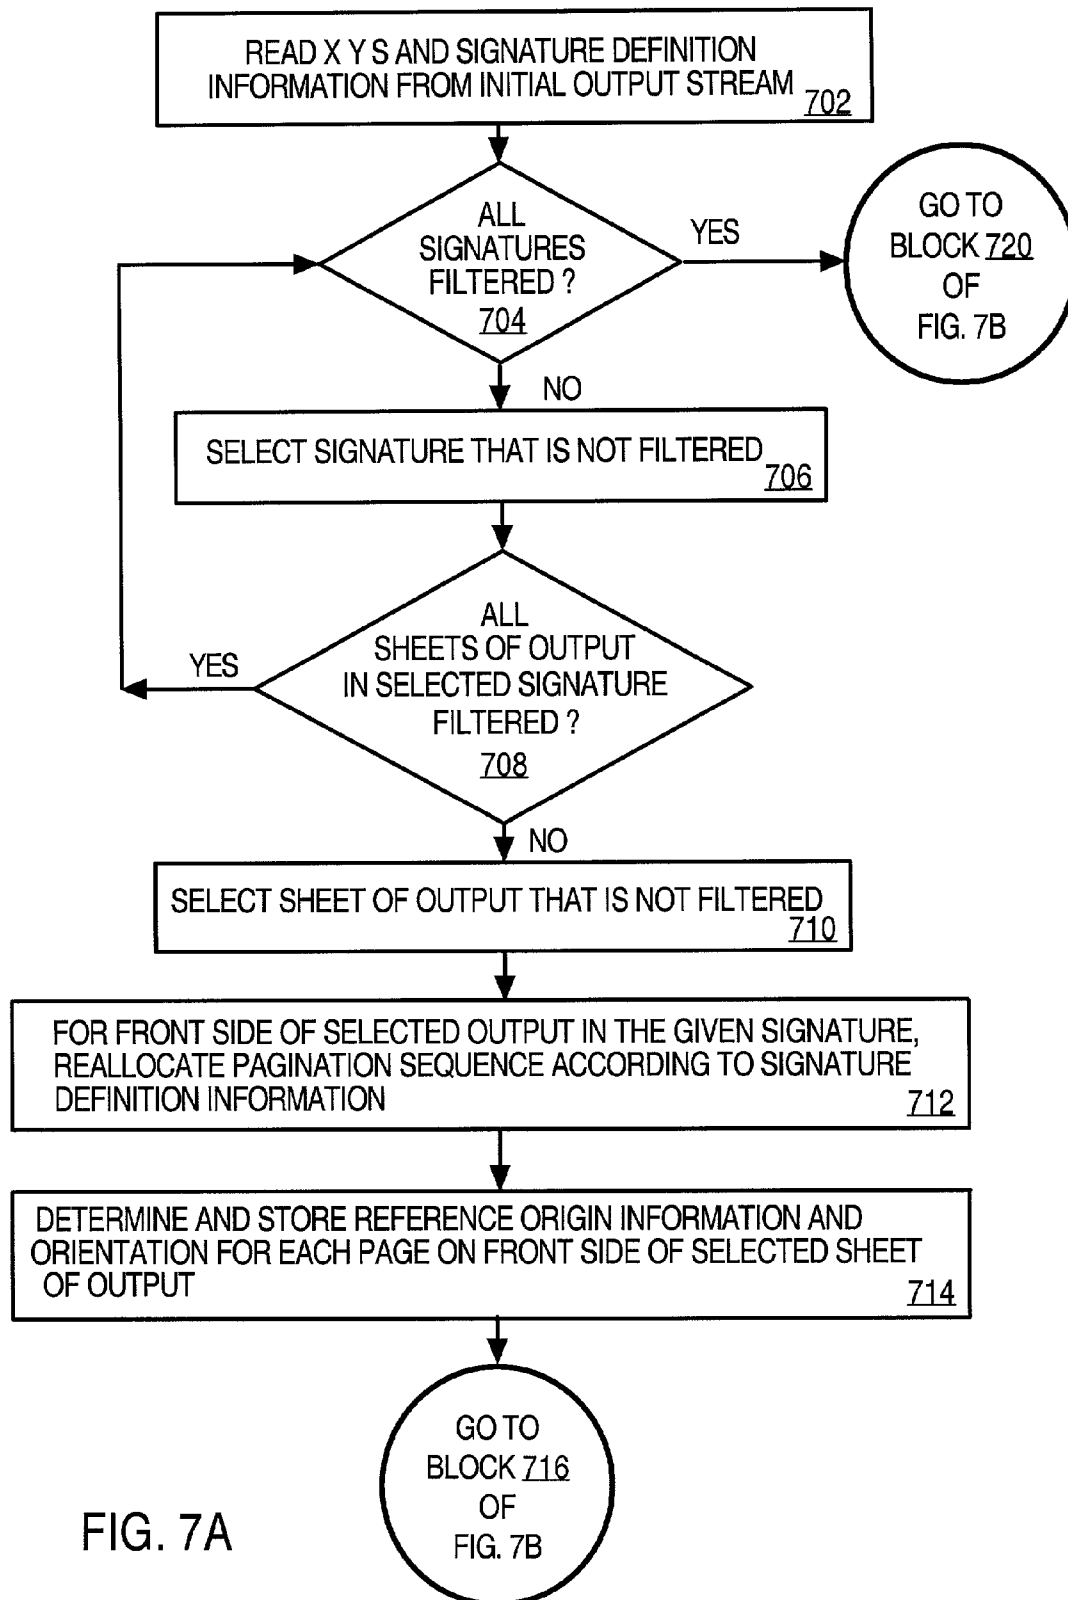 READ X Y S AND SIGNATURE DEFINITION
INFORMATION FROM INITIAL OUTPUT STREAM 702
ALL
SIGNATURES
FILTERED ?
704
YES
GO TO
BLOCK 720
OF
FIG. 7B
NO
SELECT SIGNATURE THAT IS NOT FILTERED 706
ALL
SHEETS OF OUTPUT
IN SELECTED SIGNATURE
FILTERED ?
708
YES
NO
SELECT SHEET OF OUTPUT THAT IS NOT FILTERED
710
FOR FRONT SIDE OF SELECTED OUTPUT IN THE GIVEN SIGNATURE,
REALLOCATE PAGINATION SEQUENCE ACCORDING TO SIGNATURE
DEFINITION INFORMATION 712
DETERMINE AND STORE REFERENCE ORIGIN INFORMATION AND
ORIENTATION FOR EACH PAGE ON FRONT SIDE OF SELECTED SHEET
OF OUTPUT 714
GO TO
BLOCK 716
OF
FIG. 7B
FIG. 7A